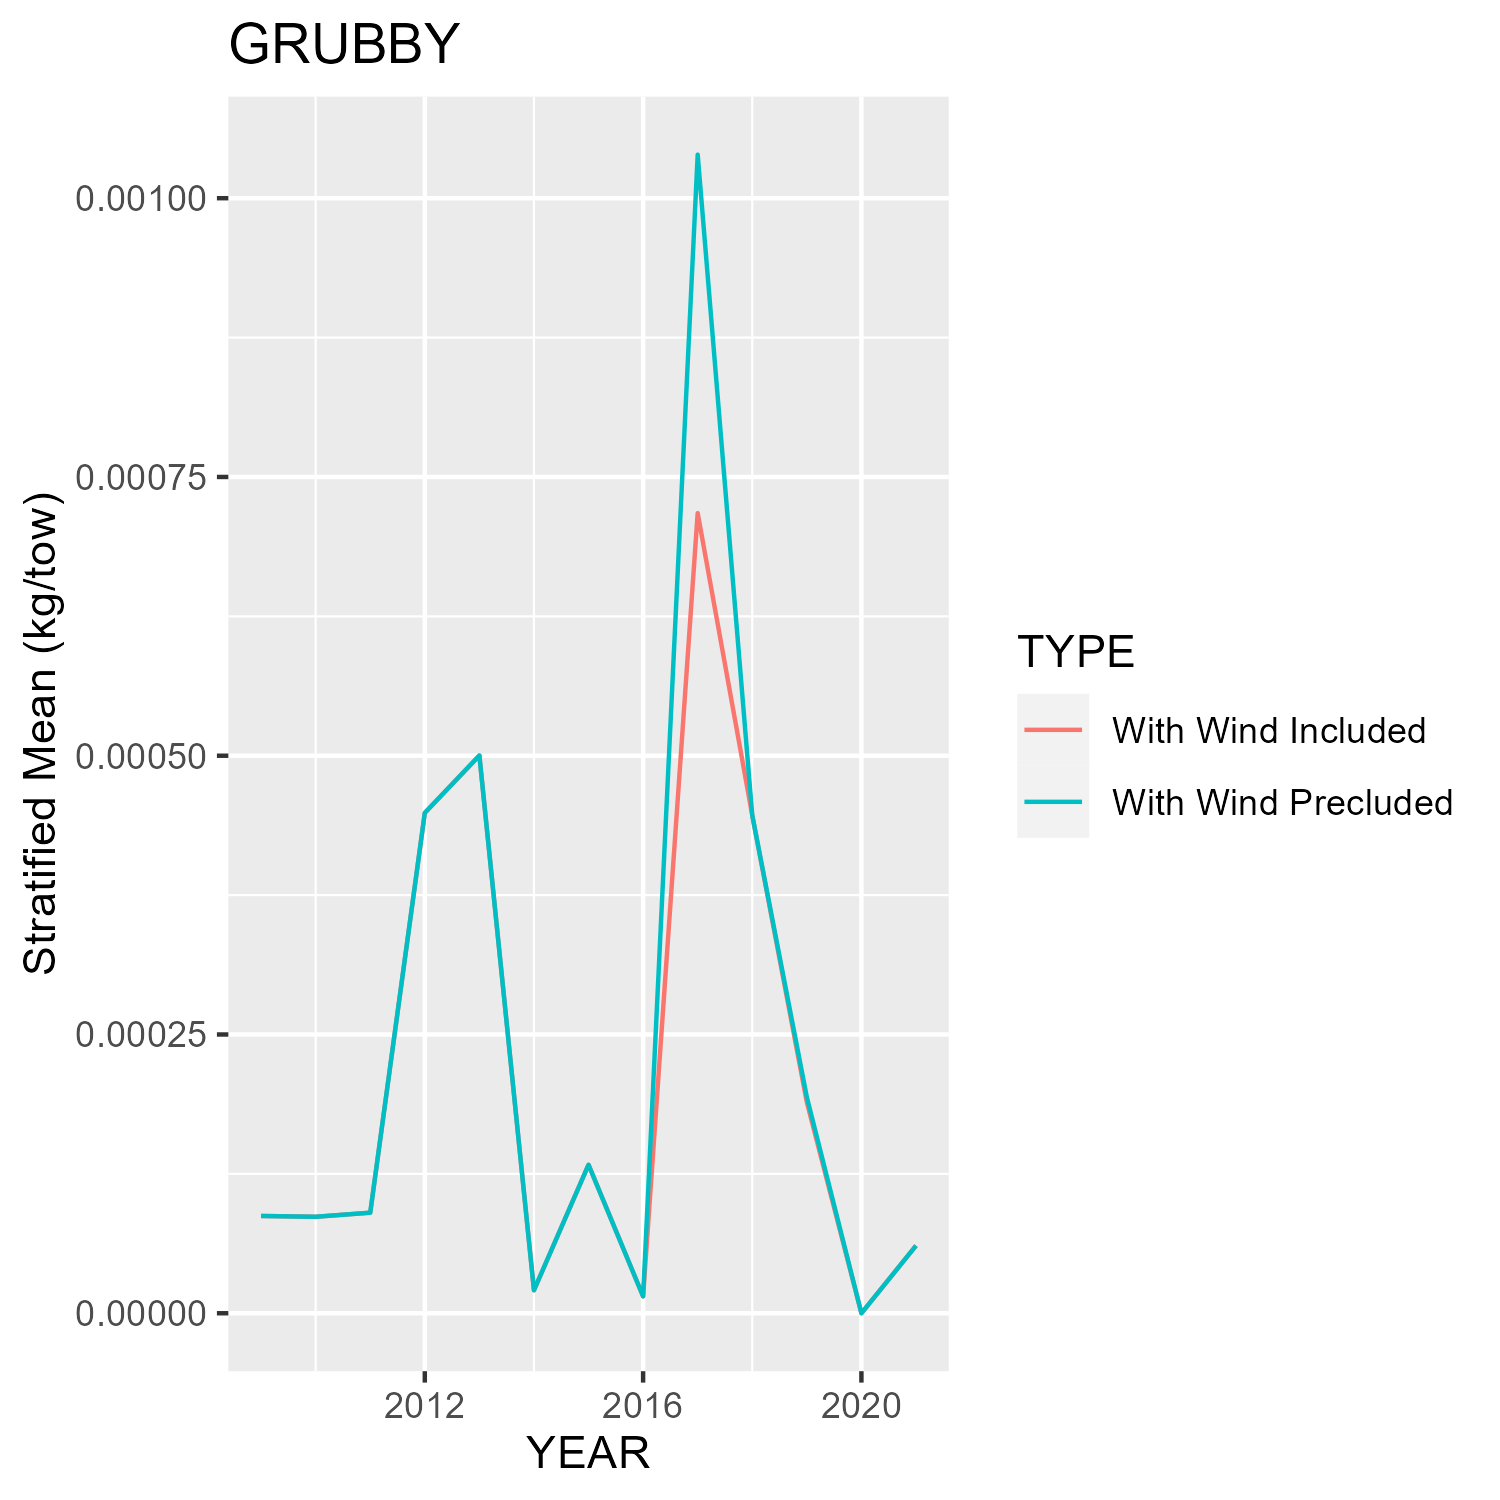 GRUBBY
0.00100
0.00075
0.00050
0.00025
0.00000
Stratified Mean (kg/tow)
2012 2016 2020
YEAR
TYPE
With Wind Included
With Wind Precluded